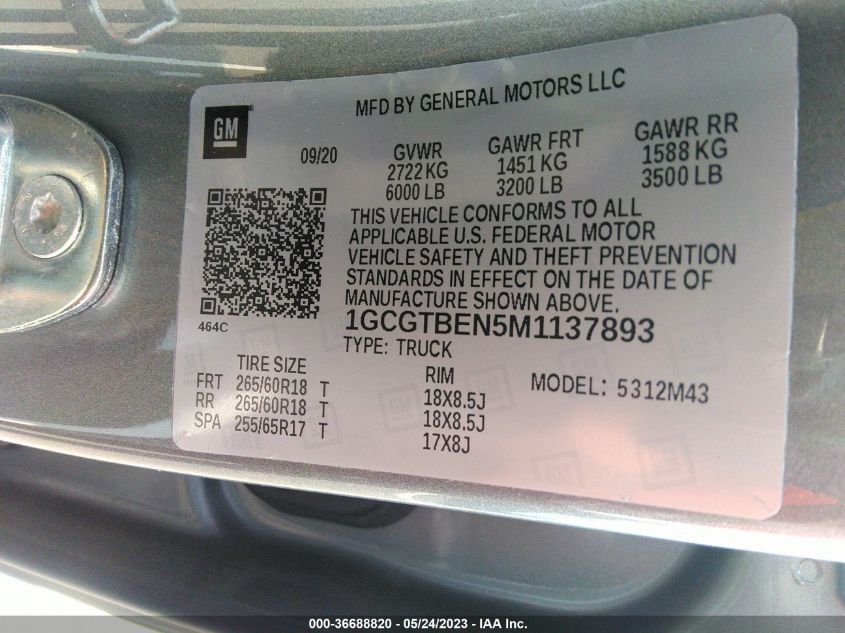 MFD BY GENERAL MOTORS LLC
GM
09/20 GVWR GAWR FRT GAWR RR
2722 KG 1451 KG 1588 KG
6000 LB 3200 LB 3500 LB
THIS VEHICLE CONFORMS TO ALL
APPLICABLE U.S. FEDERAL MOTOR
VEHICLE SAFETY AND THEFT PREVENTION
STANDARDS IN EFFECT ON THE DATE OF
MANUFACTURE SHOWN ABOVE.
464C
1GCGTBEN5M1137893
TYPE: TRUCK
TIRE SIZE RIM MODEL: 5312M43
FRT 265/60R18 T 18X8.5J
RR 265/60R18 T 18X8.5J
SPA 255/65R17 T 17X8J
000-36688820 - 05/24/2023 - IAA Inc.